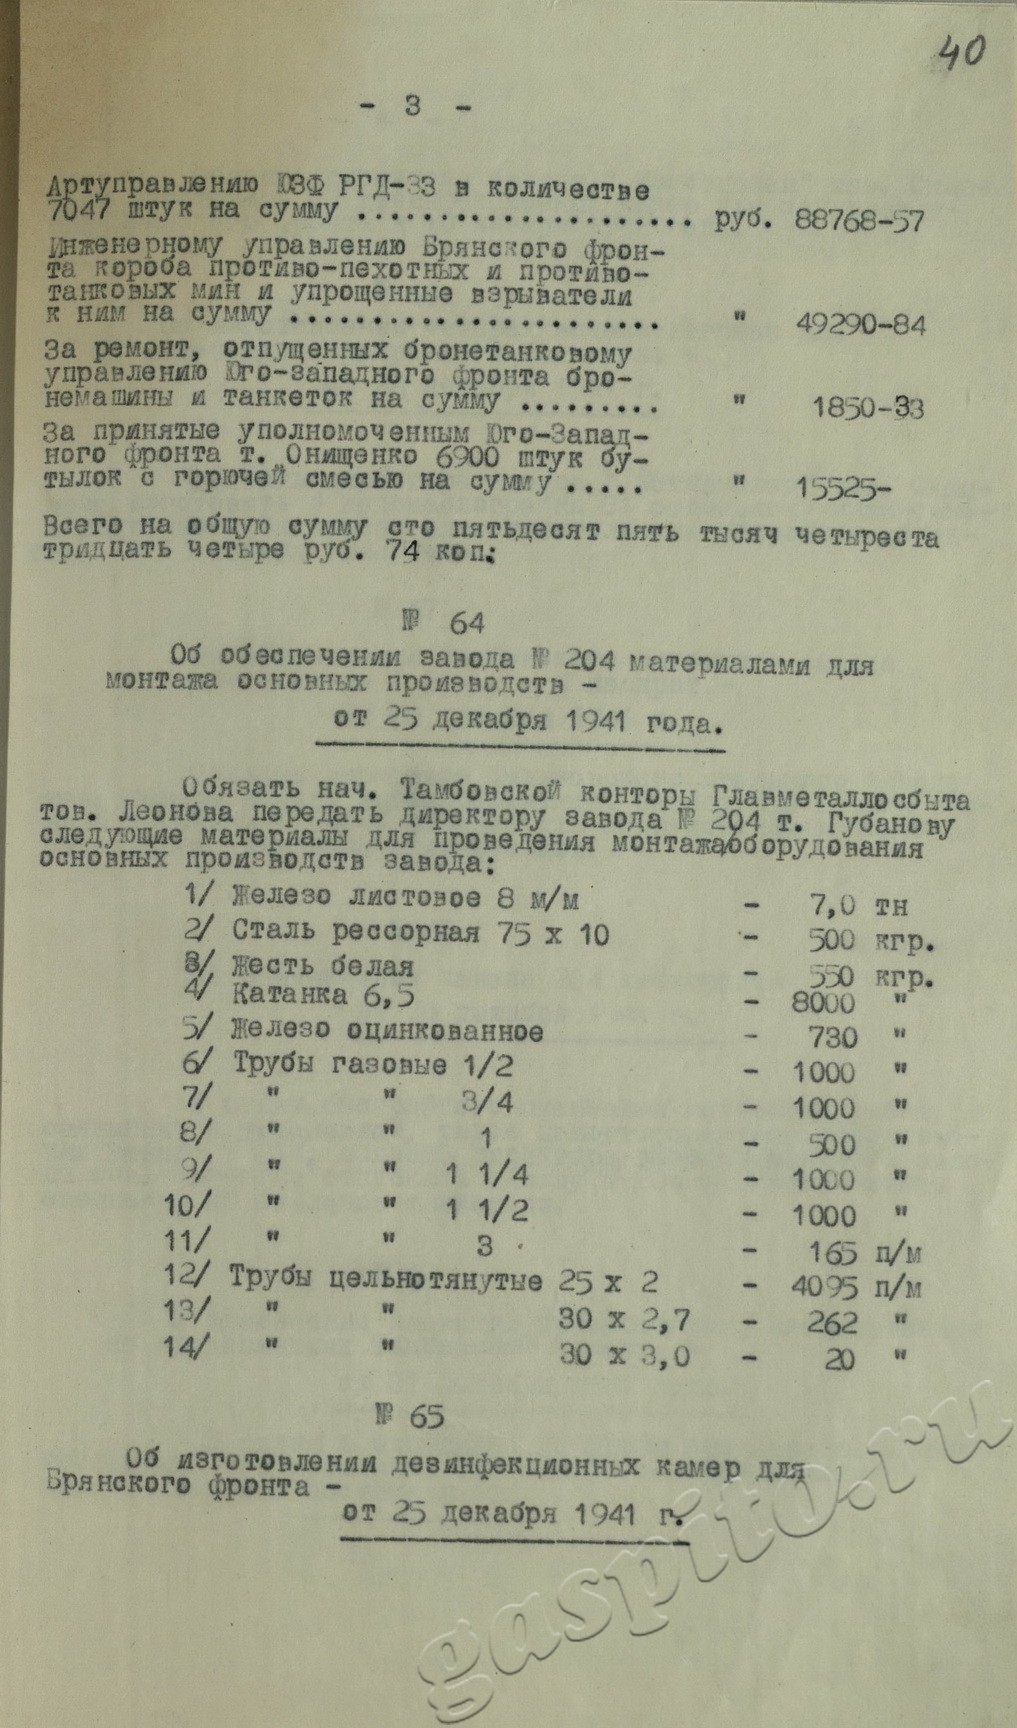 40
- 3 -
Артуправлению ЮЗФ РГД-33 в количестве
7047 штук на сумму ..................... руб. 88768-57
Инженерному управлению Брянского фрон-
та короба противо-пехотных и противо-
танковых мин и упрощенные взрыватели
к ним на сумму ....................... " 49290-84
За ремонт, отпущенных бронетанковому
управлению Юго-западного фронта бро-
немашины и танкеток на сумму ......... " 1850-33
За принятые уполномоченным Юго-Запад-
ного фронта т. Онищенко 6900 штук бу-
тылок с горючей смесью на сумму ..... " 15525-
Всего на общую сумму сто пятьдесят пять тысяч четыреста
тридцать четыре руб. 74 коп.
№ 64
Об обеспечении завода № 204 материалами для
монтажа основных производств -
от 25 декабря 1941 года.
Обязать нач. Тамбовской конторы Главметаллосбыта
тов. Леонова передать директору завода № 204 т. Губанову
следующие материалы для проведения монтажа/оборудования
основных производств завода:
1/ Железо листовое 8 м/м - 7,0 тн
2/ Сталь рессорная 75 х 10 - 500 кгр.
3/ Жесть белая - 550 кгр.
4/ Катанка 6,5 - 8000 "
5/ Железо оцинкованное - 730 "
6/ Трубы газовые 1/2 - 1000 "
7/ " " 3/4 - 1000 "
8/ " " 1 - 500 "
9/ " " 1 1/4 - 1000 "
10/ " " 1 1/2 - 1000 "
11/ " " 3 - 165 п/м
12/ Трубы цельнотянутые 25 х 2 - 4095 п/м
13/ " " 30 х 2,7 - 262 "
14/ " " 30 х 3,0 - 20 "
№ 65
Об изготовлении дезинфекционных камер для
Брянского фронта -
от 25 декабря 1941 г.
gaspito.ru